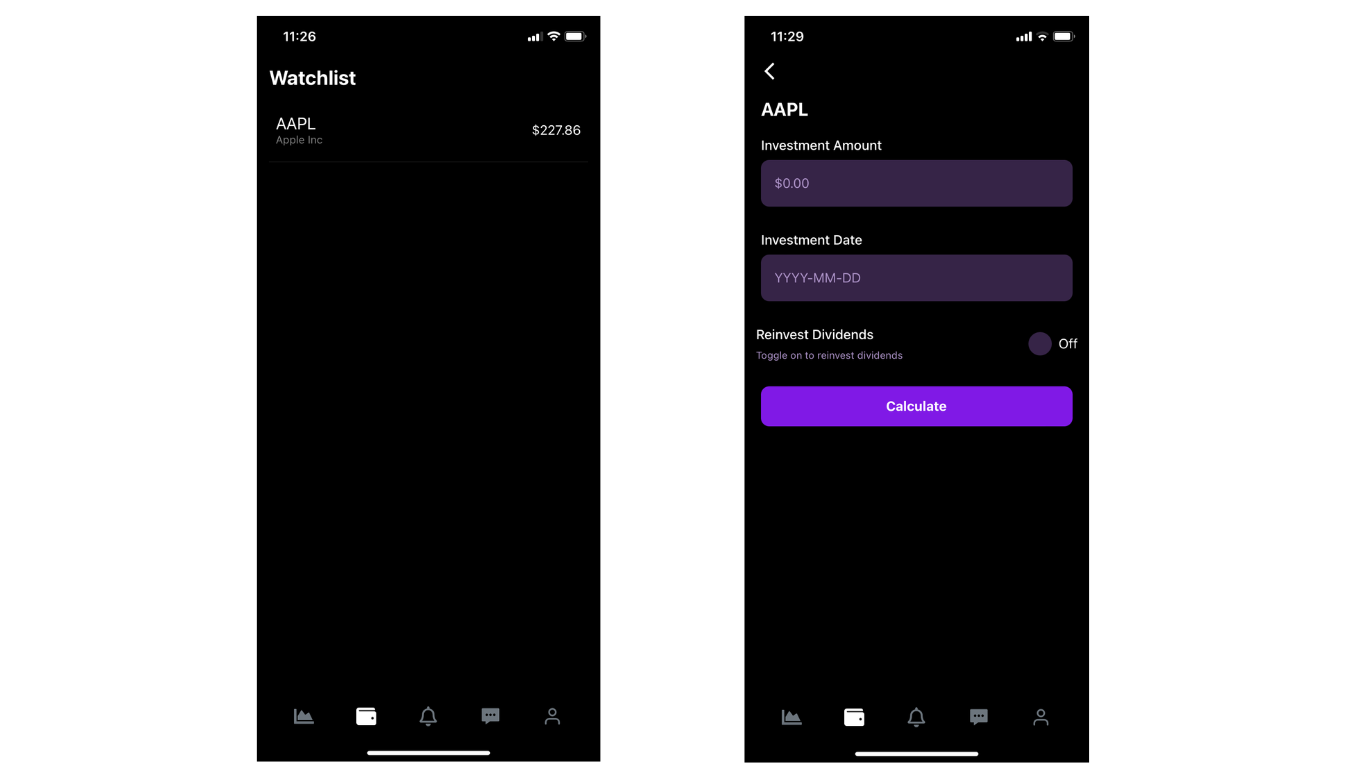 11:26
Watchlist
AAPL
Apple Inc
$227.86
11:29
AAPL
Investment Amount
$0.00
Investment Date
YYYY-MM-DD
Reinvest Dividends
Toggle on to reinvest dividends
Off
Calculate